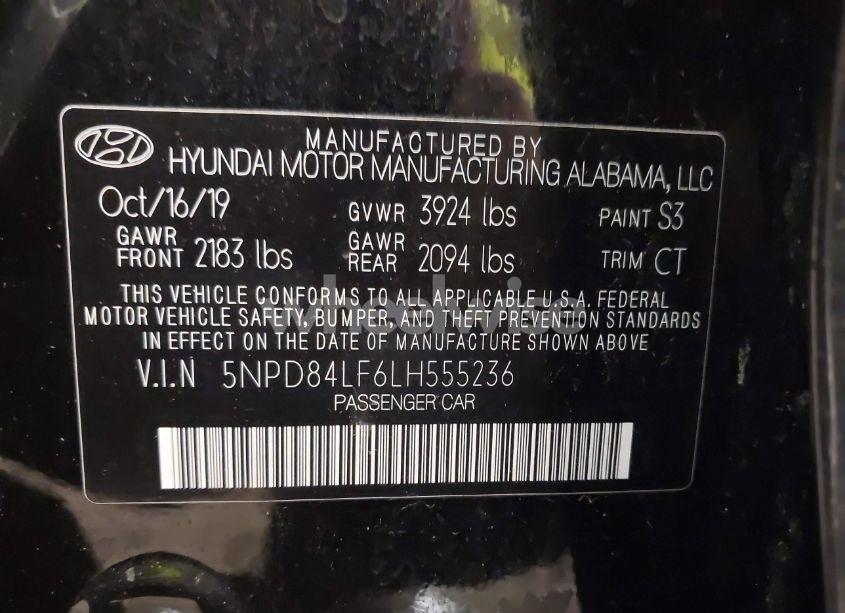 MANUFACTURED BY
HYUNDAI MOTOR MANUFACTURING ALABAMA, LLC
Oct/16/19 GVWR 3924 lbs PAINT S3
GAWR FRONT 2183 lbs GAWR REAR 2094 lbs TRIM CT
THIS VEHICLE CONFORMS TO ALL APPLICABLE U.S.A. FEDERAL
MOTOR VEHICLE SAFETY, BUMPER, AND THEFT PREVENTION STANDARDS
IN EFFECT ON THE DATE OF MANUFACTURE SHOWN ABOVE
V.I.N 5NPD84LF6LH555236
PASSENGER CAR